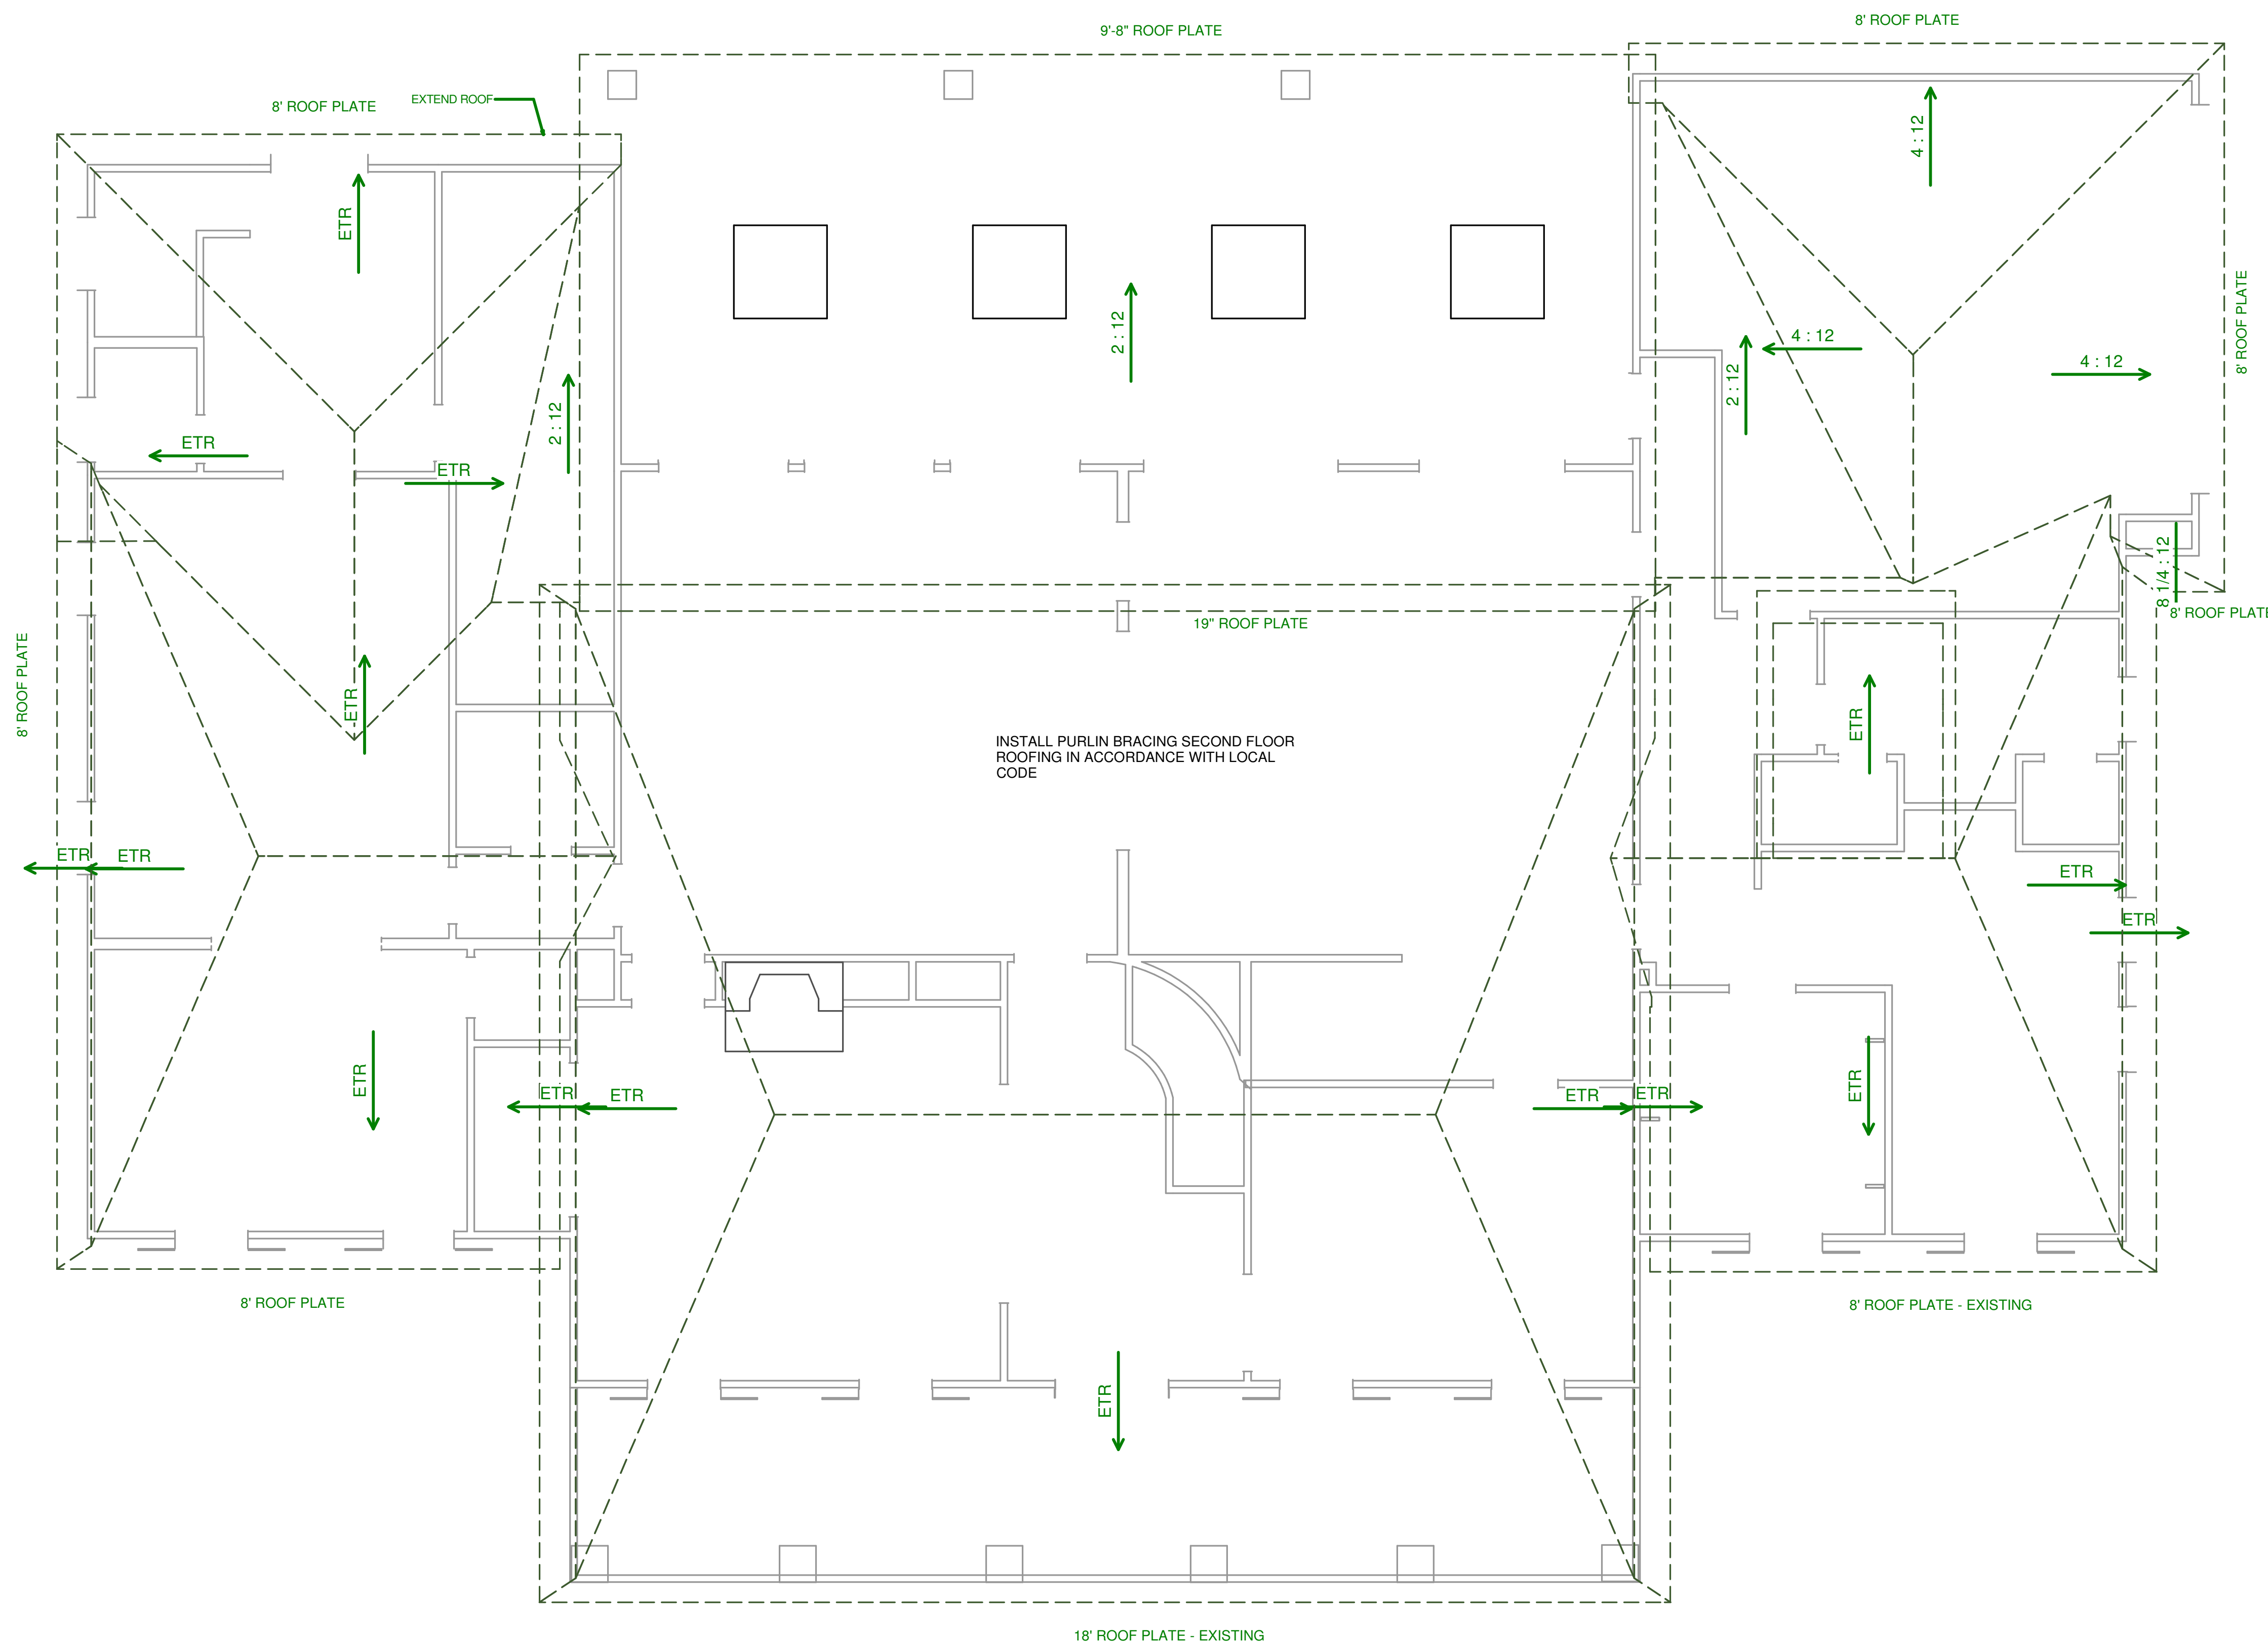 8' ROOF PLATE
9'-8" ROOF PLATE
EXTEND ROOF
8' ROOF PLATE
4 : 12
ETR
2 : 12
4 : 12
4 : 12
2 : 12
8' ROOF PLATE
2 : 12
ETR
ETR
8 1/4 : 12
8' ROOF PLATE
19" ROOF PLATE
8' ROOF PLATE
ETR
ETR
INSTALL PURLIN BRACING SECOND FLOOR
ROOFING IN ACCORDANCE WITH LOCAL
CODE
ETR
ETR
ETR
ETR
ETR
ETR
ETR
ETR
ETR
ETR
ETR
8' ROOF PLATE
8' ROOF PLATE - EXISTING
18' ROOF PLATE - EXISTING